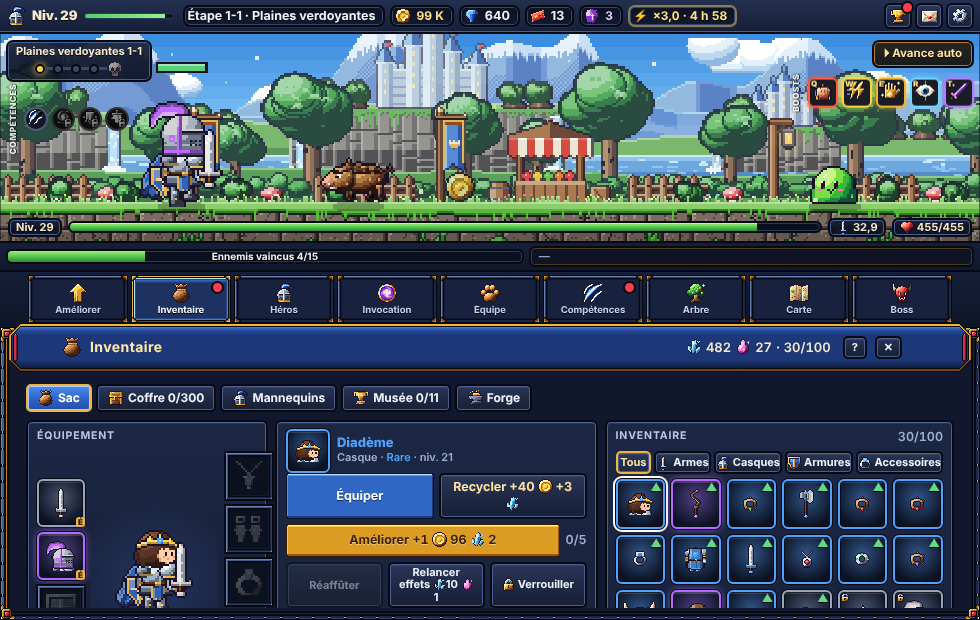 Niv. 29
Étape 1-1 · Plaines verdoyantes
99 K
640
13
3
×3,0 · 4 h 58
Plaines verdoyantes 1-1
Avance auto
COMPÉTENCES
BOOSTS
Niv. 29
32,9
455/455
Ennemis vaincus 4/15
—
Améliorer
Inventaire
Héros
Invocation
Equipe
Compétences
Arbre
Carte
Boss
Inventaire
482
27 · 30/100
?
×
Sac
Coffre 0/300
Mannequins
Musée 0/11
Forge
ÉQUIPEMENT
E
E
Diadème
Casque · Rare · niv. 21
Équiper
Recycler +40 +3
Améliorer +1 96 2
0/5
Réaffûter
Relancer
effets 10
1
Verrouiller
INVENTAIRE
30/100
Tous
Armes
Casques
Armures
Accessoires